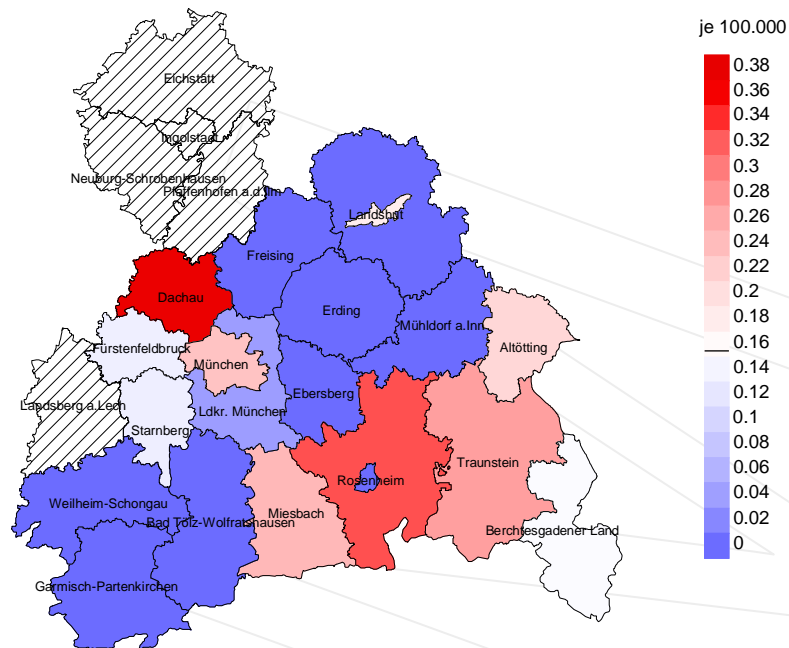 je 100.000
0.38
0.36
0.34
0.32
0.3
0.28
0.26
0.24
0.22
0.2
0.18
0.16
0.14
0.12
0.1
0.08
0.06
0.04
0.02
0
Eichstätt
Ingolstadt
Neuburg-Schrobenhausen
Pfaffenhofen a.d.Ilm
Landshut
Freising
Dachau
Erding
Mühldorf a.Inn
Fürstenfeldbruck
Altötting
München
Ebersberg
Landsberg a.Lech
Ldkr. München
Starnberg
Traunstein
Rosenheim
Weilheim-Schongau
Miesbach
Bad Tölz-Wolfratshausen
Berchtesgadener Land
Garmisch-Partenkirchen